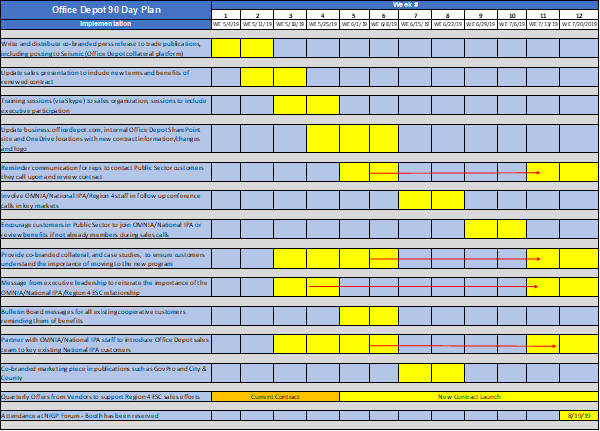 Office Depot 90 Day Plan
Week #
1 2 3 4 5 6 7 8 9 10 11 12
Implementation
WE 5/4/19 WE 5/11/19 WE 5/18/19 WE 5/25/19 WE 6/1/19 WE 6/8/19 WE 6/15/19 WE 6/22/19 WE 6/29/19 WE 7/6/19 WE 7/13/19 WE 7/20/2019
Write and distribute co-branded press release to trade publications,
including posting to Seismic (Office Depot collateral platform)
Update sales presentation to include new terms and benefits of
renewed contract
Training sessions (via Skype) to sales organization, sessions to include
executive participation
Update business.officedepot.com, internal Office Depot SharePoint
site and OneDrive locations with new contract information/changes
and logo
Reminder communication for reps to contact Public Sector customers
they call upon and review contract
Involve OMNIA/National IPA/Region 4 staff in follow up conference
calls in key markets
Encourage customers in Public Sector to join OMNIA/National IPA or
review benefits if not already members during sales calls
Provide co-branded collateral, and case studies, to ensure customers
understand the importance of moving to the new program
Message from executive leadership to reiterate the importance of the
OMNIA/National IPA/Region 4 ESC relationship
Bulletin Board messages for all existing cooperative customers
reminding them of benefits
Partner with OMNIA/National IPA staff to introduce Office Depot sales
team to key existing National IPA customers
Co-branded marketing piece in publications such as GovPro and City &
County
Quarterly Offers from Vendors to support Region 4 ESC sales efforts
Current Contract
New Contract Launch
Attendance at NIGP Forum - Booth has been reserved
8/19/19